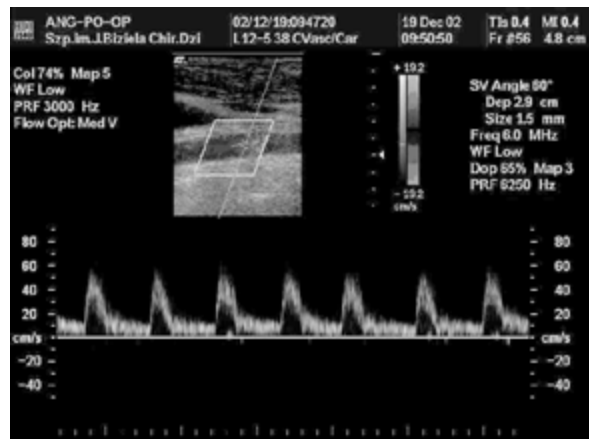 ANG-PO-OP 02/12/19:094720 19 Dec 02 TIs 0.4 MI 0.4
Szp.im.J.Biziela Chir.Dzi L12-5 38 CVasc/Car 09:50:50 Fr #56 4.8 cm
Col 74% Map 5
WF Low
PRF 3000 Hz
Flow Opt: Med V
+ 19.2
- 19.2
cm/s
SV Angle 60°
Dep 2.9 cm
Size 1.5 mm
Freq 6.0 MHz
WF Low
Dop 65% Map 3
PRF 6250 Hz
80 80
60 60
40 40
20 20
cm/s cm/s
-20 -20
-40 -40